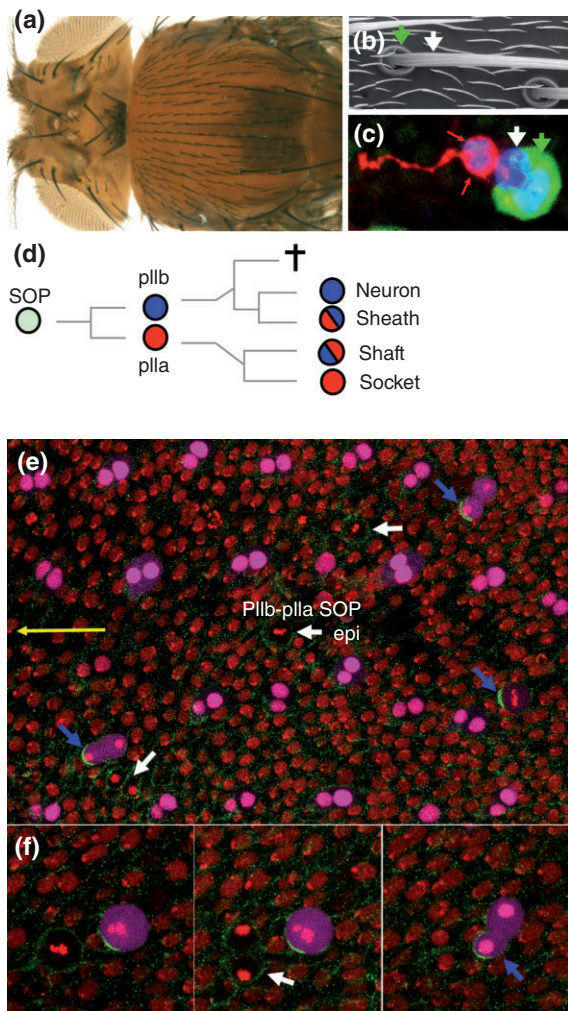 (a)
(b)
(c)
(d)
SOP
pIIb
pIIa
Neuron
Sheath
Shaft
Socket
(e)
PIIb-pIIa SOP
epi
(f)